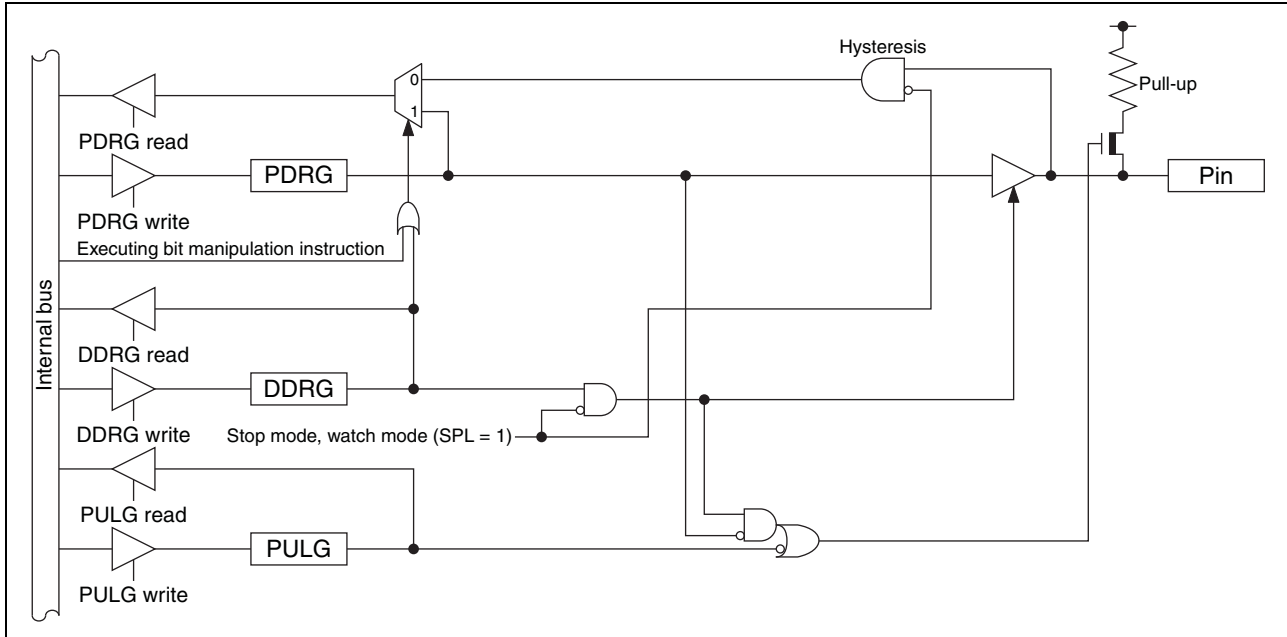 Hysteresis
0
Pull-up
1
PDRG read
PDRG
Pin
PDRG write
Executing bit manipulation instruction
Internal bus
DDRG read
DDRG
DDRG write
Stop mode, watch mode (SPL = 1)
PULG read
PULG
PULG write